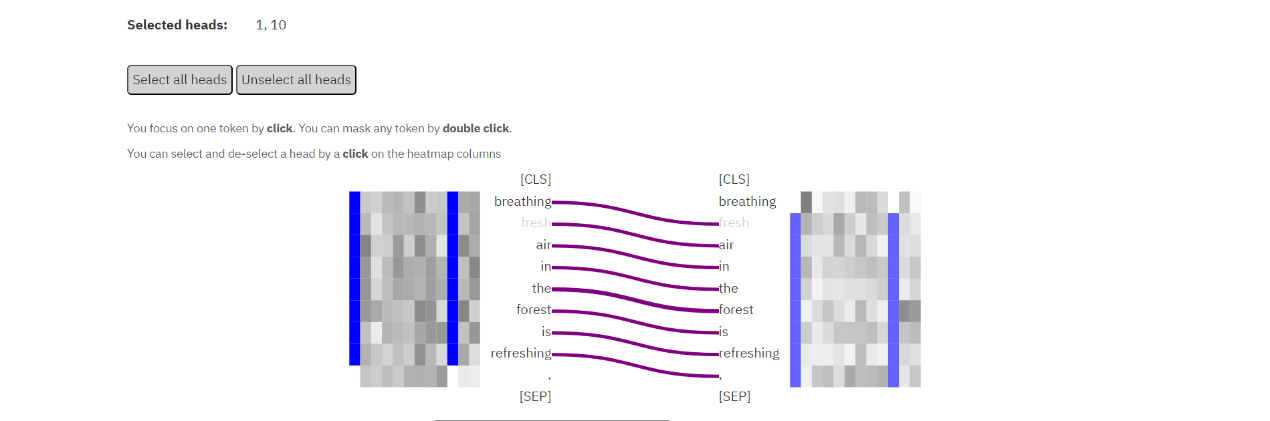 Selected heads: 1, 10
Select all heads Unselect all heads
You focus on one token by click. You can mask any token by double click.
You can select and de-select a head by a click on the heatmap columns
[CLS] [CLS]
breathing breathing
fresh fresh
air air
in in
the the
forest forest
is is
refreshing refreshing
. .
[SEP] [SEP]